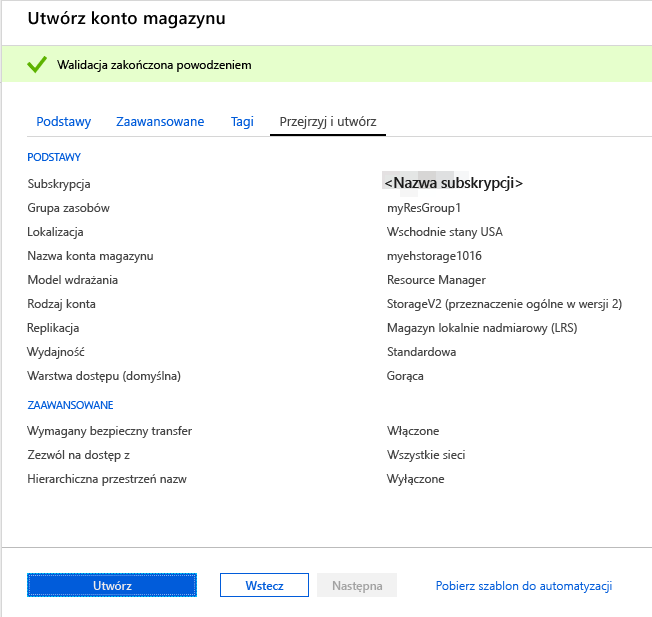 Utwórz konto magazynu
Walidacja zakończona powodzeniem
Podstawy Zaawansowane Tagi Przejrzyj i utwórz
PODSTAWY
Subskrypcja <Nazwa subskrypcji>
Grupa zasobów myResGroup1
Lokalizacja Wschodnie stany USA
Nazwa konta magazynu myehstorage1016
Model wdrażania Resource Manager
Rodzaj konta StorageV2 (przeznaczenie ogólne w wersji 2)
Replikacja Magazyn lokalnie nadmiarowy (LRS)
Wydajność Standardowa
Warstwa dostępu (domyślna) Gorąca
ZAAWANSOWANE
Wymagany bezpieczny transfer Włączone
Zezwól na dostęp z Wszystkie sieci
Hierarchiczna przestrzeń nazw Wyłączone
Utwórz Wstecz Następna Pobierz szablon do automatyzacji